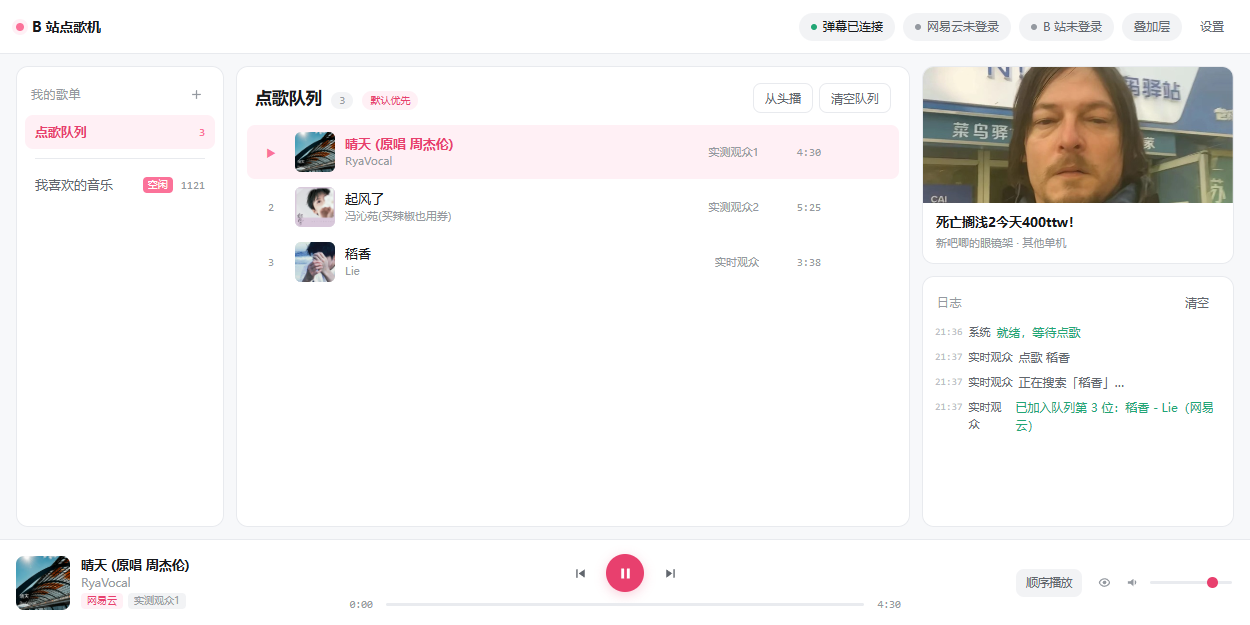 B 站点歌机
弹幕已连接
网易云未登录
B 站未登录
叠加层
设置
我的歌单
点歌队列 3
我喜欢的音乐 空闲 1121
点歌队列 3 默认优先
从头播
清空队列
晴天 (原唱 周杰伦)
RyaVocal
实测观众1 4:30
2
起风了
冯沁苑(买辣椒也用券)
实测观众2 5:25
3
稻香
Lie
实时观众 3:38
菜鸟驿
鸟驿站
家
苏
CAI
死亡搁浅2今天400ttw!
新吧唧的眼镜架 · 其他单机
日志
清空
21:36 系统 就绪，等待点歌
21:37 实时观众 点歌 稻香
21:37 实时观众 正在搜索「稻香」...
21:37 实时观众 已加入队列第 3 位：稻香 - Lie（网易
云）
晴天 (原唱 周杰伦)
RyaVocal
网易云 实测观众1
0:00
4:30
顺序播放